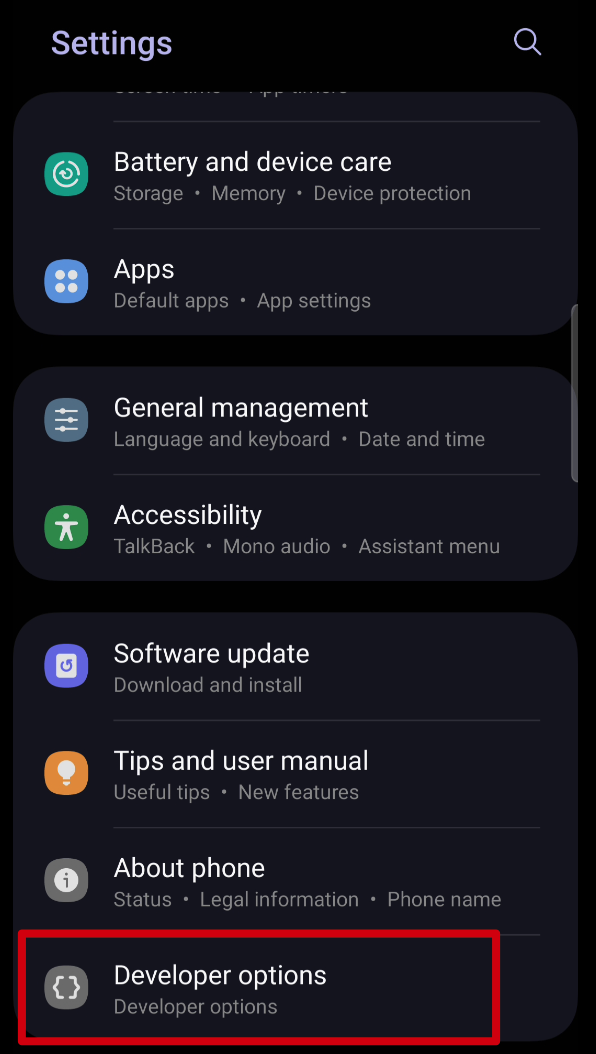 Settings
Battery and device care
Storage • Memory • Device protection
Apps
Default apps • App settings
General management
Language and keyboard • Date and time
Accessibility
TalkBack • Mono audio • Assistant menu
Software update
Download and install
Tips and user manual
Useful tips • New features
About phone
Status • Legal information • Phone name
Developer options
Developer options